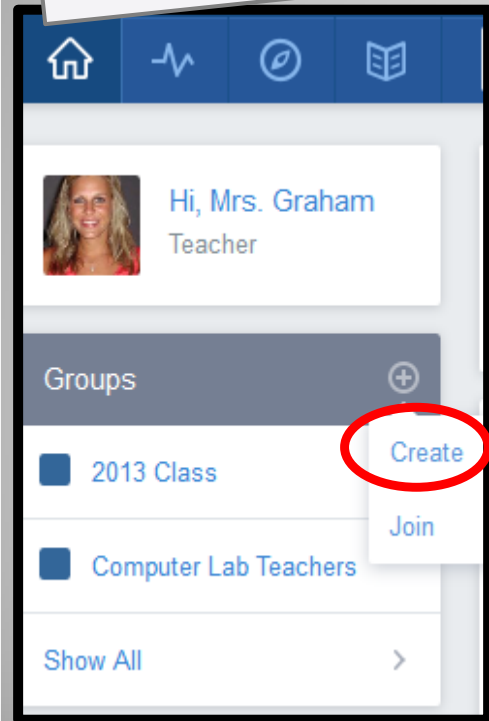 Hi, Mrs. Graham
Teacher
Groups
Create
2013 Class
Join
Computer Lab Teachers
Show All